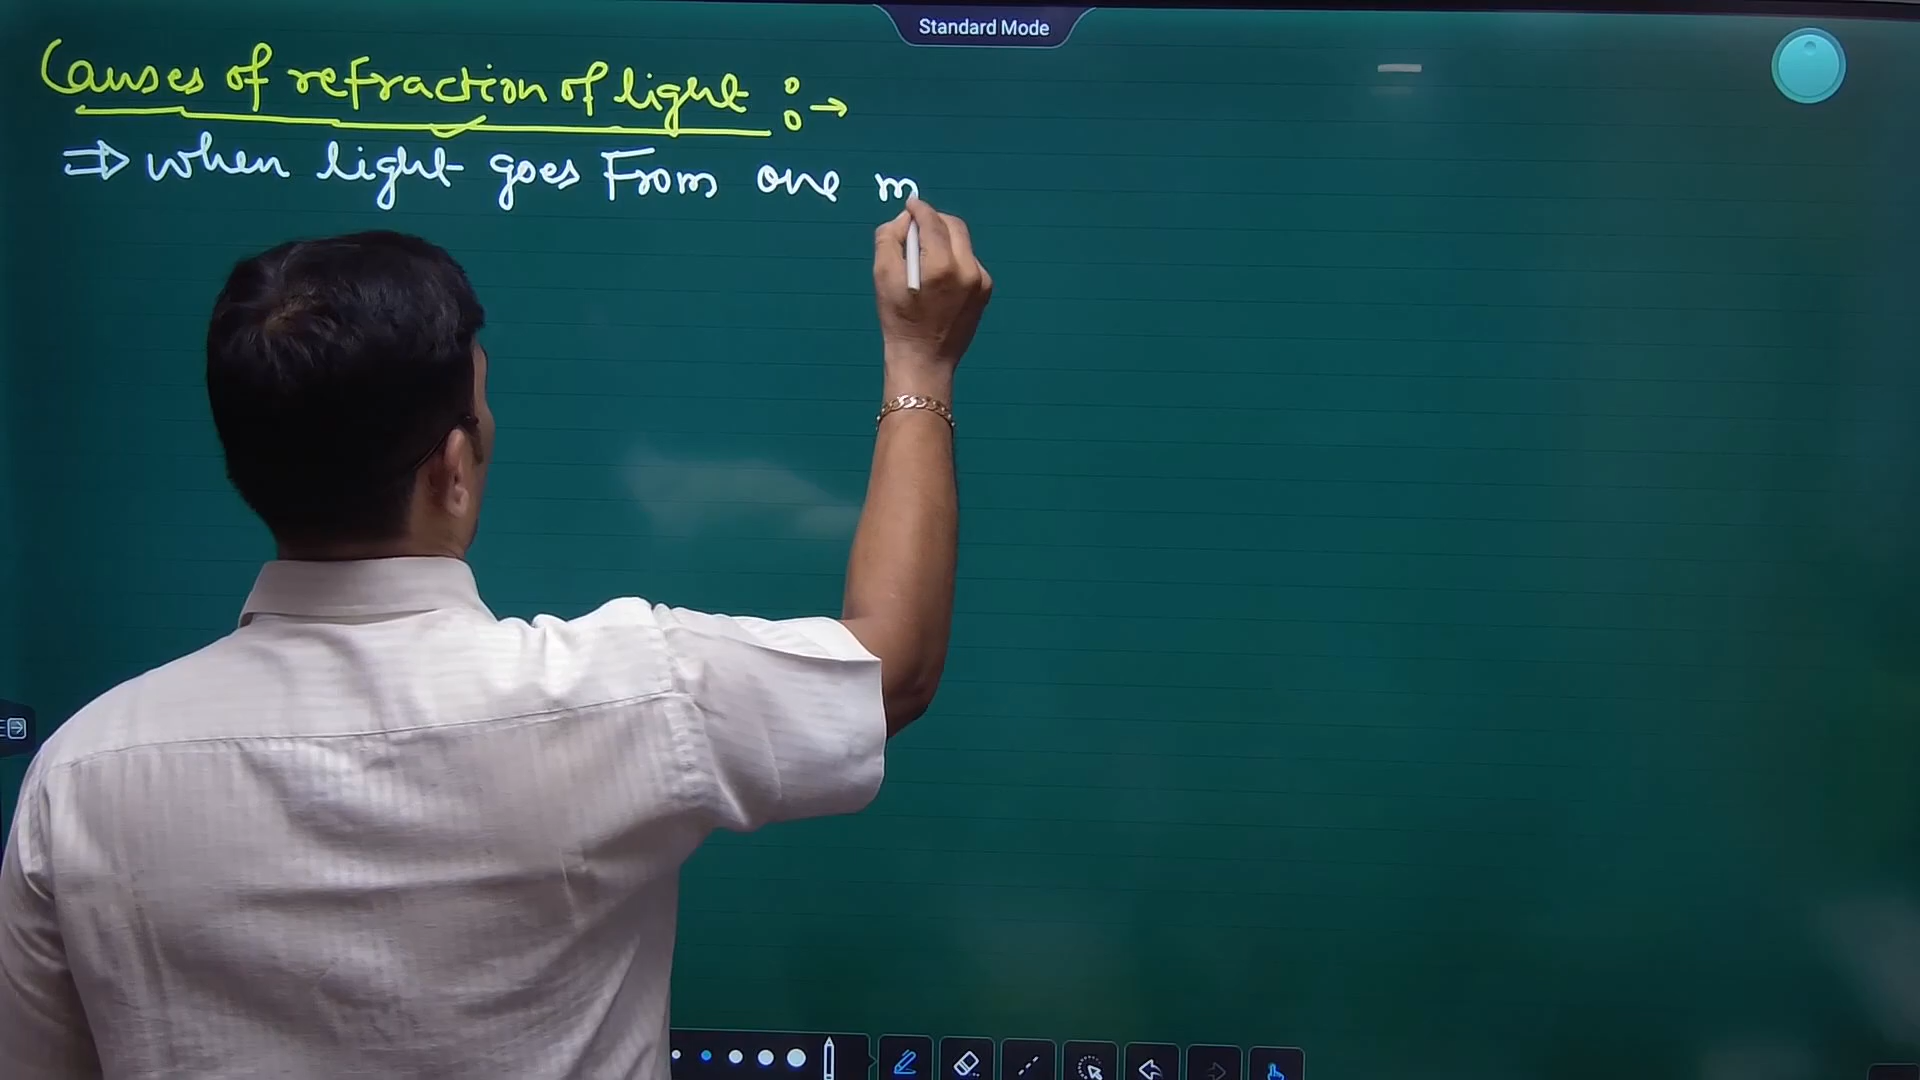 Standard Mode
Causes of refraction of light :→
⇒ when light goes From one m